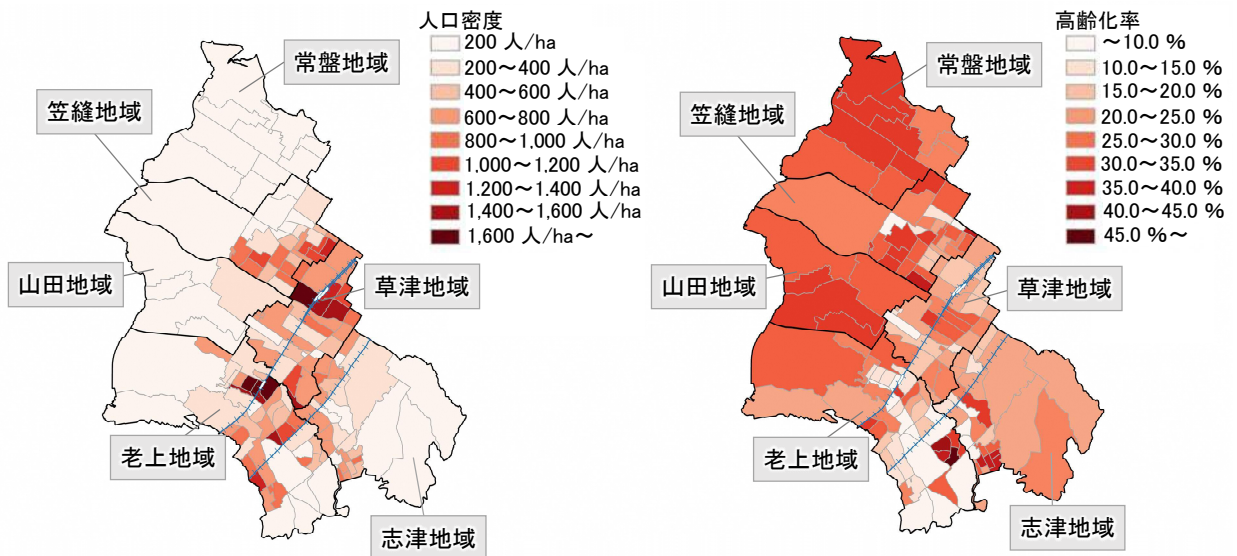 人口密度
200 人/ha
200～400 人/ha
400～600 人/ha
600～800 人/ha
800～1,000 人/ha
1,000～1,200 人/ha
1.200～1.400 人/ha
1,400～1,600 人/ha
1,600 人/ha～
常盤地域
笠縫地域
山田地域
草津地域
老上地域
志津地域
高齢化率
～10.0 %
10.0～15.0 %
15.0～20.0 %
20.0～25.0 %
25.0～30.0 %
30.0～35.0 %
35.0～40.0 %
40.0～45.0 %
45.0 %～
常盤地域
笠縫地域
山田地域
草津地域
老上地域
志津地域